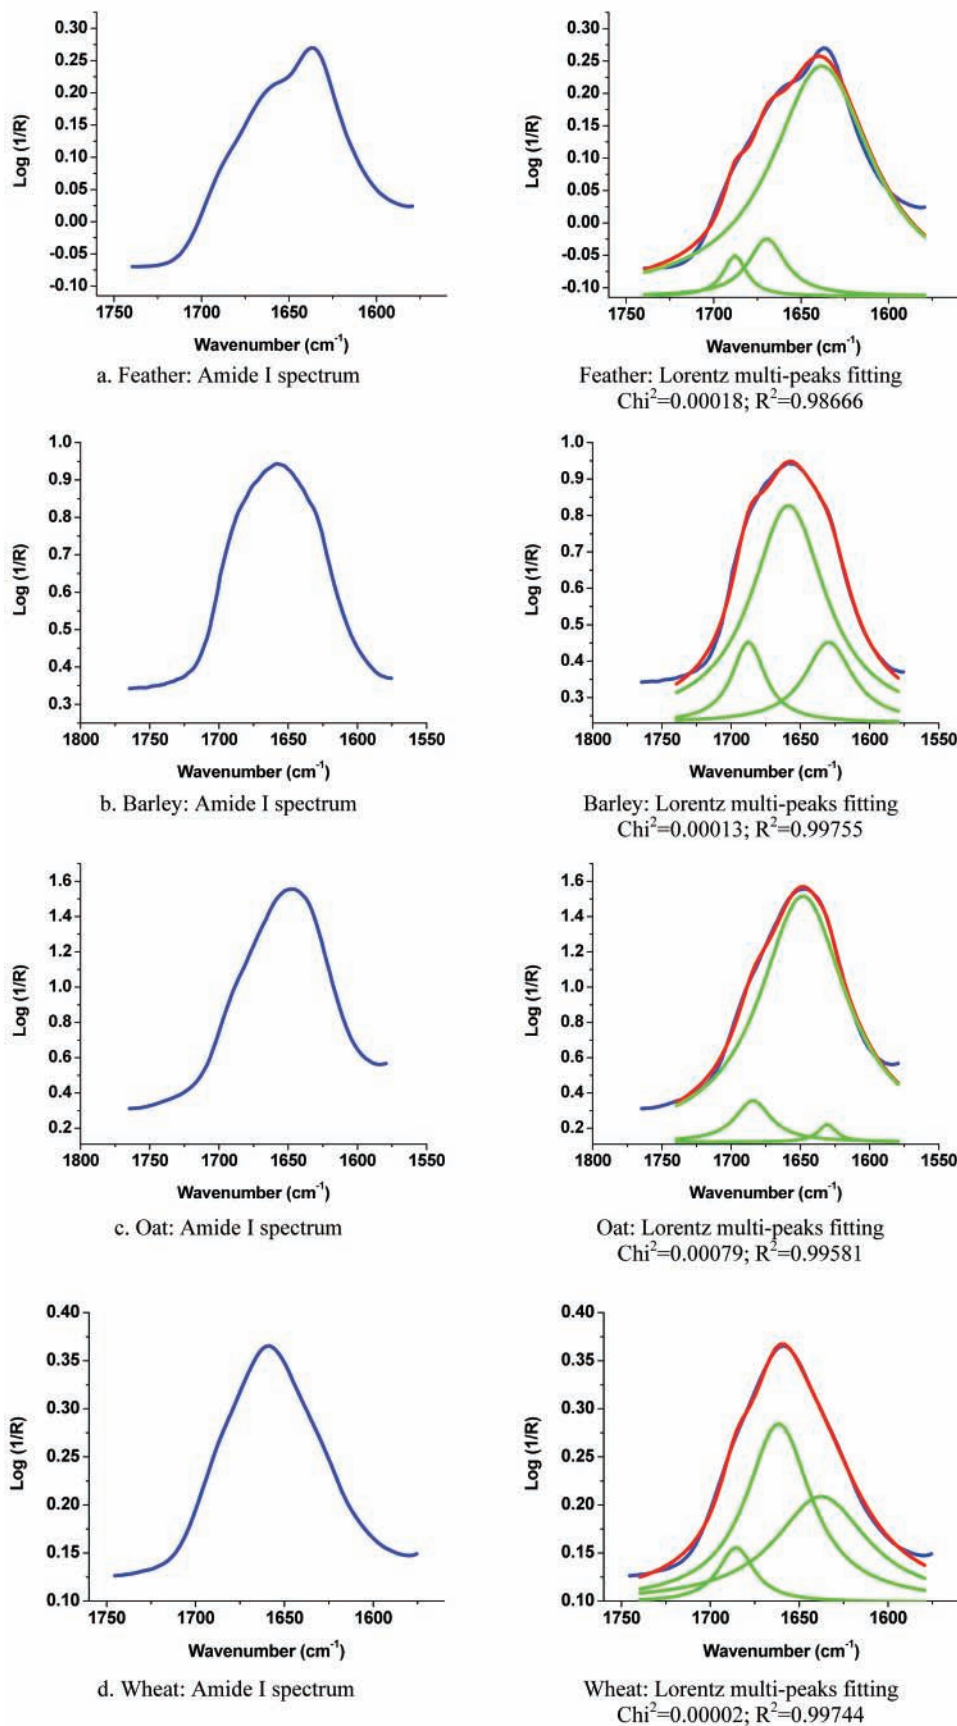 0.30
0.25
0.20
0.15
0.10
0.05
0.00
-0.05
-0.10
Log (1/R)
1750 1700 1650 1600
Wavenumber (cm⁻¹)
a. Feather: Amide I spectrum
0.30
0.25
0.20
0.15
0.10
0.05
0.00
-0.05
-0.10
Log (1/R)
1750 1700 1650 1600
Wavenumber (cm⁻¹)
Feather: Lorentz multi-peaks fitting
Chi²=0.00018; R²=0.98666
1.0
0.9
0.8
0.7
0.6
0.5
0.4
0.3
Log (1/R)
1800 1750 1700 1650 1600 1550
Wavenumber (cm⁻¹)
b. Barley: Amide I spectrum
1.0
0.9
0.8
0.7
0.6
0.5
0.4
0.3
Log (1/R)
1800 1750 1700 1650 1600 1550
Wavenumber (cm⁻¹)
Barley: Lorentz multi-peaks fitting
Chi²=0.00013; R²=0.99755
1.6
1.4
1.2
1.0
0.8
0.6
0.4
0.2
Log (1/R)
1800 1750 1700 1650 1600 1550
Wavenumber (cm⁻¹)
c. Oat: Amide I spectrum
1.6
1.4
1.2
1.0
0.8
0.6
0.4
0.2
Log (1/R)
1800 1750 1700 1650 1600 1550
Wavenumber (cm⁻¹)
Oat: Lorentz multi-peaks fitting
Chi²=0.00079; R²=0.99581
0.40
0.35
0.30
0.25
0.20
0.15
0.10
Log (1/R)
1750 1700 1650 1600
Wavenumber (cm⁻¹)
d. Wheat: Amide I spectrum
0.40
0.35
0.30
0.25
0.20
0.15
0.10
Log (1/R)
1750 1700 1650 1600
Wavenumber (cm⁻¹)
Wheat: Lorentz multi-peaks fitting
Chi²=0.00002; R²=0.99744